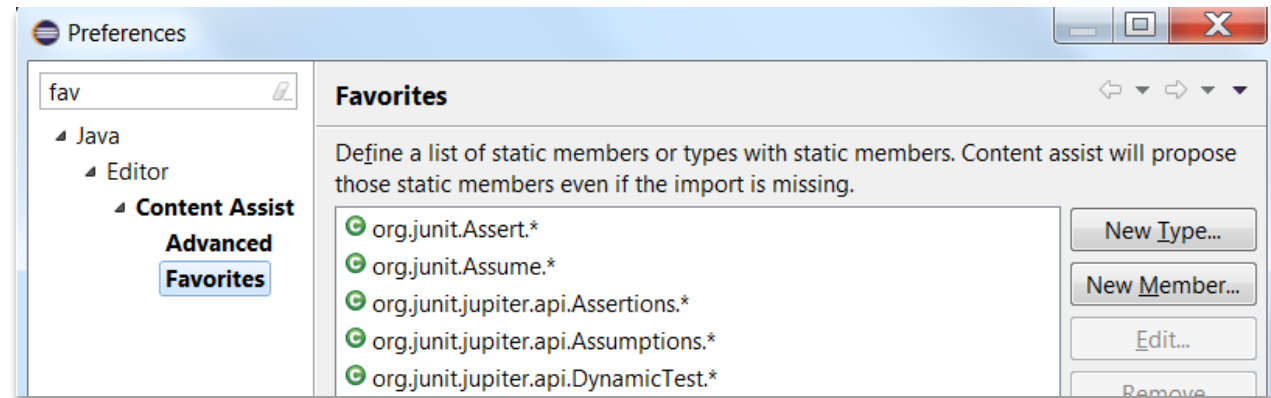 Preferences
fav
Java
Editor
Content Assist
Advanced
Favorites
Favorites
Define a list of static members or types with static members. Content assist will propose
those static members even if the import is missing.
org.junit.Assert.*
org.junit.Assume.*
org.junit.jupiter.api.Assertions.*
org.junit.jupiter.api.Assumptions.*
org.junit.jupiter.api.DynamicTest.*
New Type...
New Member...
Edit...
Remove